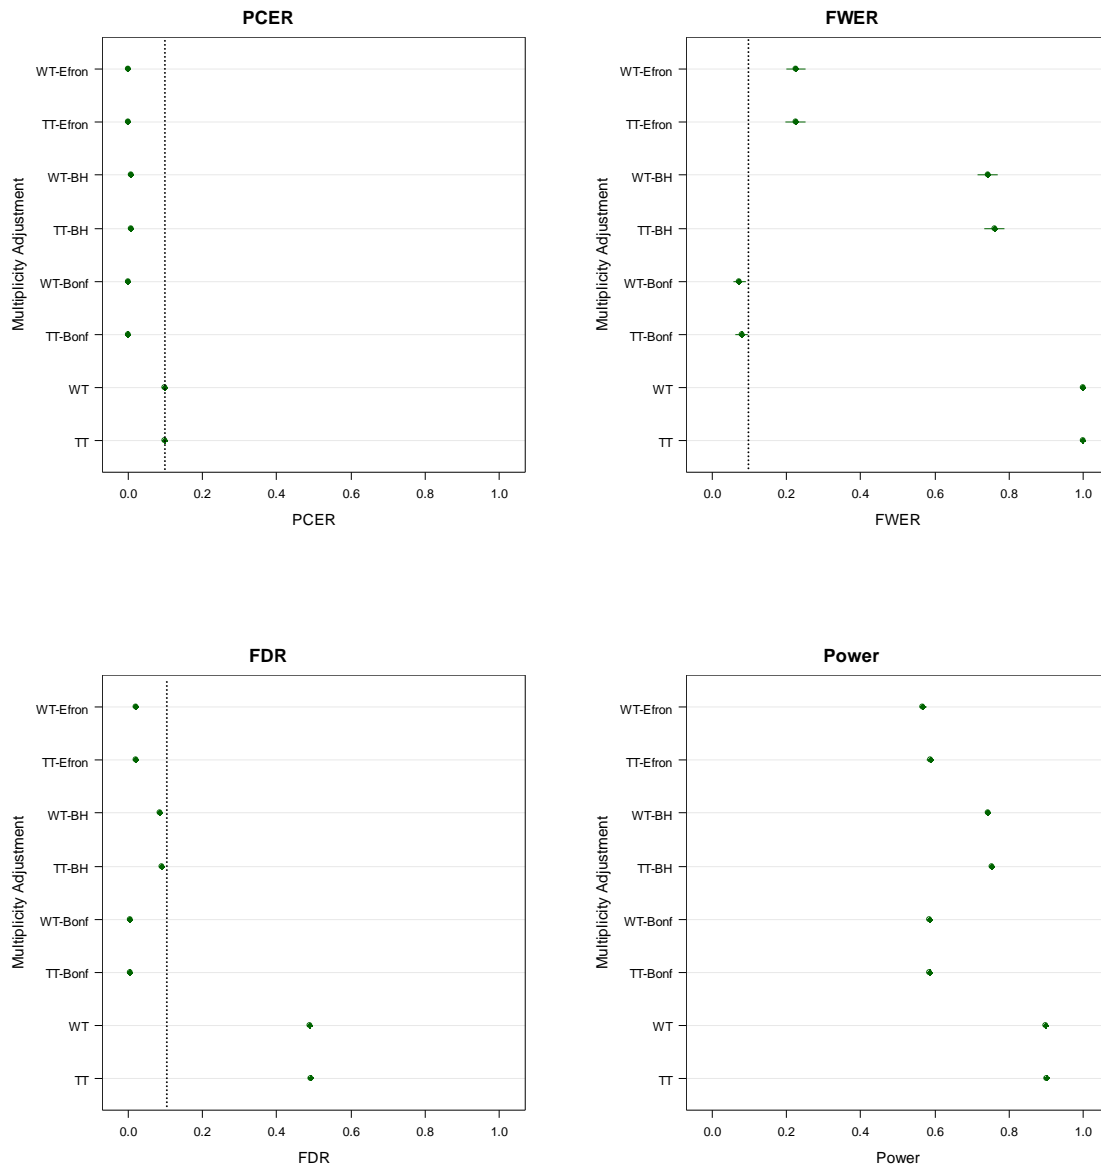 PCER
Multiplicity Adjustment
WT-Efron
TT-Efron
WT-BH
TT-BH
WT-Bonf
TT-Bonf
WT
TT
0.0 0.2 0.4 0.6 0.8 1.0
PCER
FWER
Multiplicity Adjustment
WT-Efron
TT-Efron
WT-BH
TT-BH
WT-Bonf
TT-Bonf
WT
TT
0.0 0.2 0.4 0.6 0.8 1.0
FWER
FDR
Multiplicity Adjustment
WT-Efron
TT-Efron
WT-BH
TT-BH
WT-Bonf
TT-Bonf
WT
TT
0.0 0.2 0.4 0.6 0.8 1.0
FDR
Power
Multiplicity Adjustment
WT-Efron
TT-Efron
WT-BH
TT-BH
WT-Bonf
TT-Bonf
WT
TT
0.0 0.2 0.4 0.6 0.8 1.0
Power